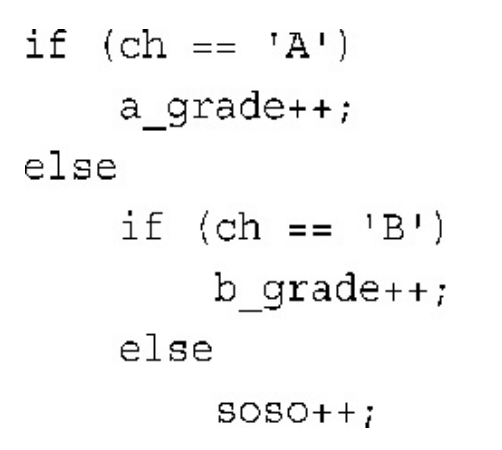 if (ch == 'A')
a_grade++;
else
if (ch == 'B')
b_grade++;
else
soso++;